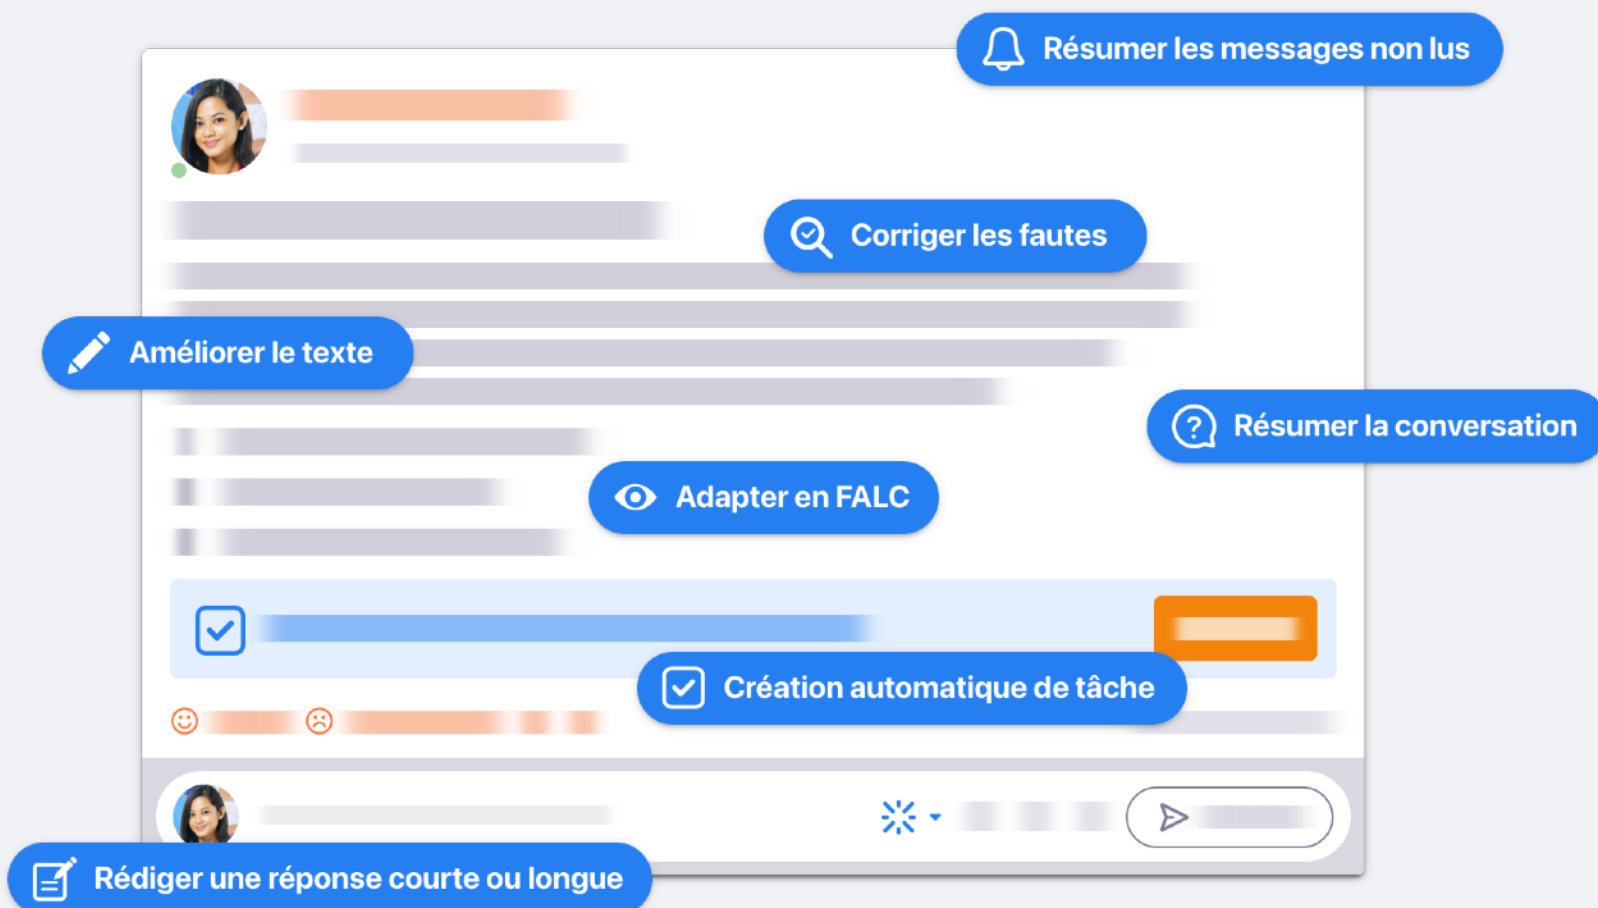 Résumer les messages non lus
Corriger les fautes
Améliorer le texte
Résumer la conversation
Adapter en FALC
Création automatique de tâche
Rédiger une réponse courte ou longue